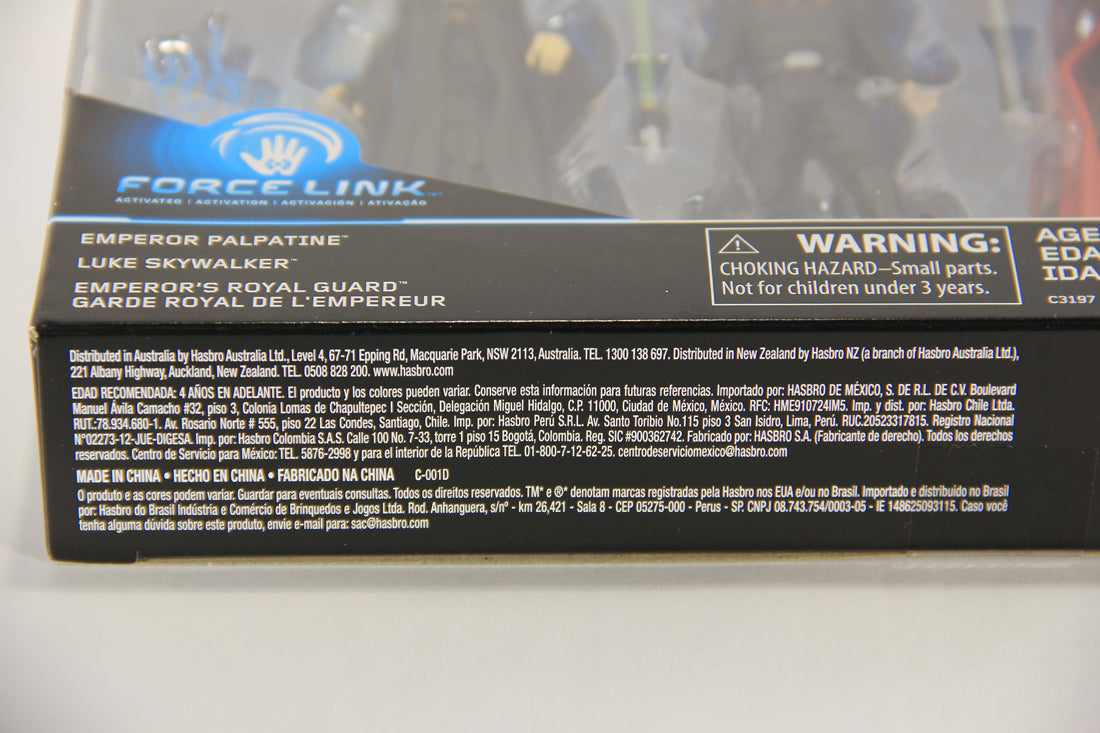 FORCE LINK™
ACTIVATED | ACTIVATION | ACTIVACIÓN | ATIVAÇÃO
EMPEROR PALPATINE™
LUKE SKYWALKER™
EMPEROR'S ROYAL GUARD™
GARDE ROYAL DE L'EMPEREUR
WARNING:
CHOKING HAZARD—Small parts.
Not for children under 3 years.
AGE
EDA
IDA
C3197
Distributed in Australia by Hasbro Australia Ltd., Level 4, 67-71 Epping Rd, Macquarie Park, NSW 2113, Australia. TEL. 1300 138 697. Distributed in New Zealand by Hasbro NZ (a branch of Hasbro Australia Ltd.),
221 Albany Highway, Auckland, New Zealand. TEL. 0508 828 200. www.hasbro.com
EDAD RECOMENDADA: 4 AÑOS EN ADELANTE. El producto y los colores pueden variar. Conserve esta información para futuras referencias. Importado por: HASBRO DE MÉXICO, S. DE R.L. DE C.V. Boulevard
Manuel Ávila Camacho #32, piso 3, Colonia Lomas de Chapultepec I Sección, Delegación Miguel Hidalgo, C.P. 11000, Ciudad de México, México. RFC: HME910724IM5. Imp. y dist. por: Hasbro Chile Ltda.
RUT.:78.934.680-1. Av. Rosario Norte # 555, piso 22 Las Condes, Santiago, Chile. Imp. por: Hasbro Perú S.R.L. Av. Santo Toribio No.115 piso 3 San Isidro, Lima, Perú. RUC.20523317815. Registro Nacional
N°02273-12-JUE-DIGESA. Imp. por: Hasbro Colombia S.A.S. Calle 100 No. 7-33, torre 1 piso 15 Bogotá, Colombia. Reg. SIC #900362742. Fabricado por: HASBRO S.A. (Fabricante de derecho). Todos los derechos
reservados. Centro de Servicio para México: TEL. 5876-2998 y para el interior de la República TEL. 01-800-7-12-62-25. centrodeserviciomexico@hasbro.com
MADE IN CHINA • HECHO EN CHINA • FABRICADO NA CHINA C-001D
O produto e as cores podem variar. Guardar para eventuais consultas. Todos os direitos reservados. TM* e ®* denotam marcas registradas pela Hasbro nos EUA e/ou no Brasil. Importado e distribuído no Brasil
por: Hasbro do Brasil Indústria e Comércio de Brinquedos e Jogos Ltda. Rod. Anhanguera, s/nº - km 26,421 - Sala 8 - CEP 05275-000 - Perus - SP. CNPJ 08.743.754/0003-05 - IE 148625093115. Caso você
tenha alguma dúvida sobre este produto, envie e-mail para: sac@hasbro.com